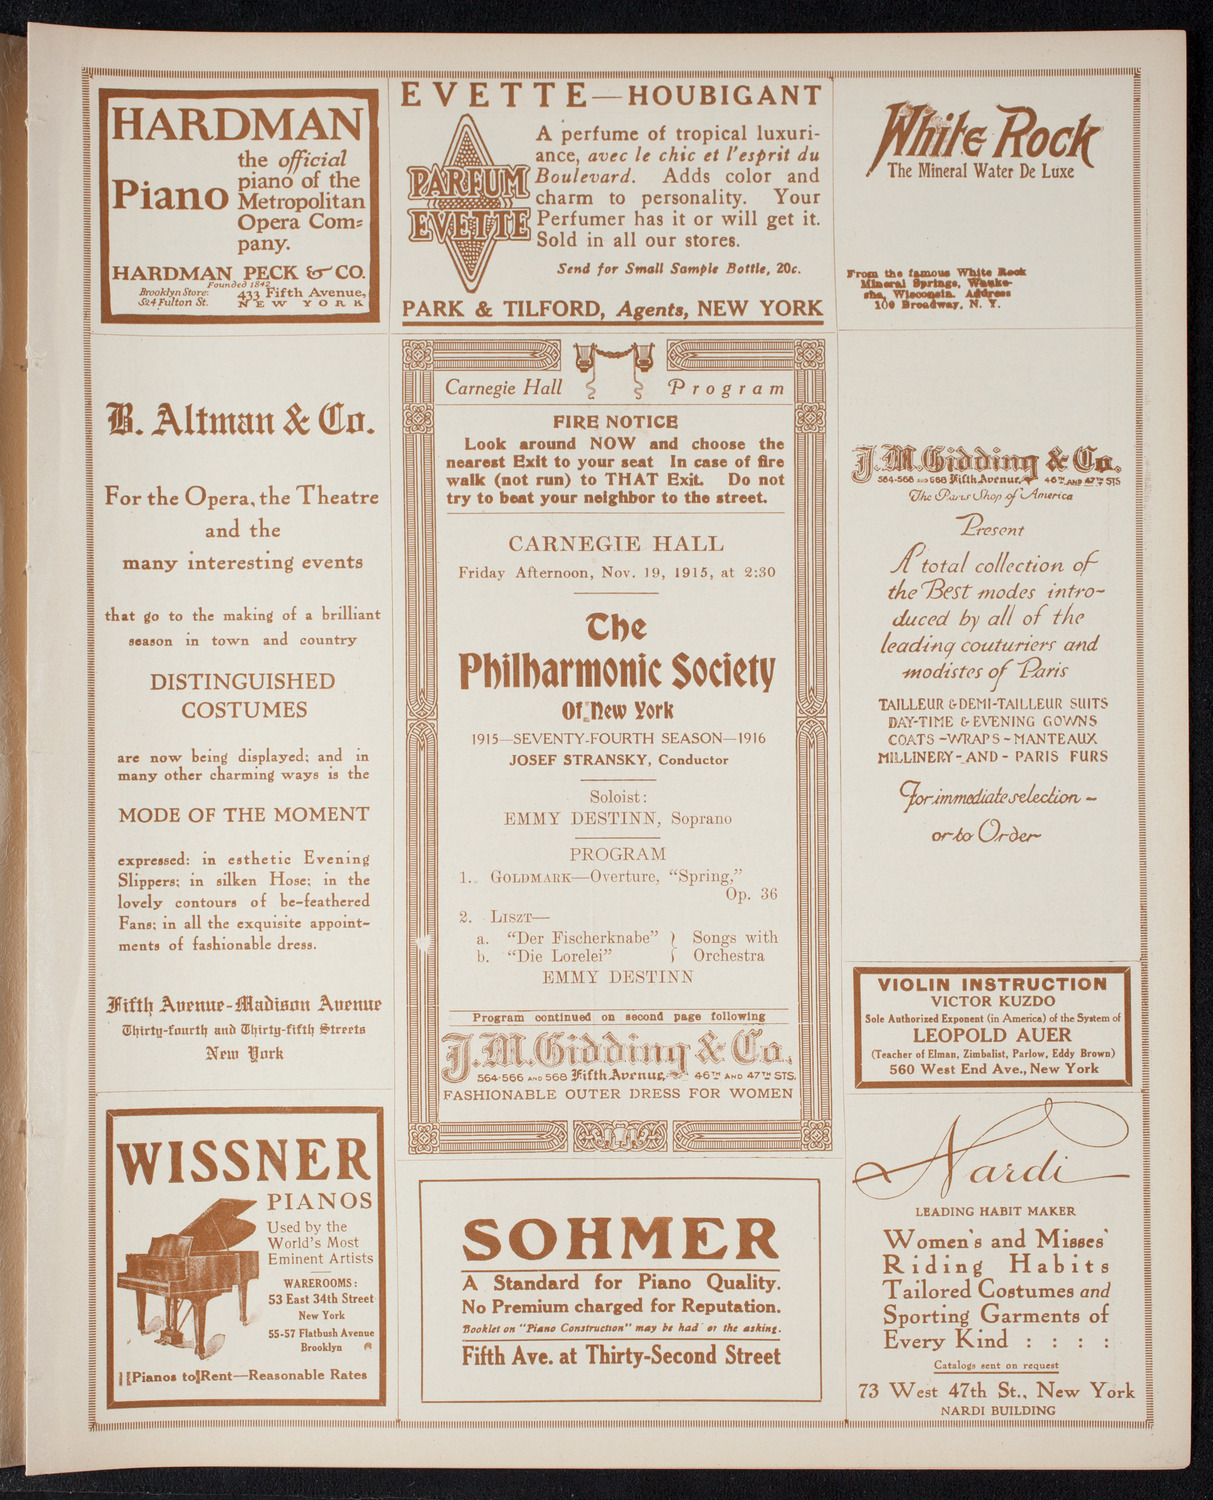 HARDMAN
Piano
the official
piano of the
Metropolitan
Opera Com=
pany.
HARDMAN, PECK & CO.
Founded 1842
Brooklyn Store:
524 Fulton St.
433 Fifth Avenue,
NEW YORK
EVETTE—HOUBIGANT
PARFUM
EVETTE
A perfume of tropical luxuri-
ance, avec le chic et l'esprit du
Boulevard. Adds color and
charm to personality. Your
Perfumer has it or will get it.
Sold in all our stores.
Send for Small Sample Bottle, 20c.
PARK & TILFORD, Agents, NEW YORK
White Rock
The Mineral Water De Luxe
From the famous White Rock
Mineral Springs, Wauke-
sha, Wisconsin. Address
100 Broadway, N. Y.
B. Altman & Co.
For the Opera, the Theatre
and the
many interesting events
that go to the making of a brilliant
season in town and country
DISTINGUISHED
COSTUMES
are now being displayed; and in
many other charming ways is the
MODE OF THE MOMENT
expressed: in esthetic Evening
Slippers; in silken Hose; in the
lovely contours of be-feathered
Fans; in all the exquisite appoint-
ments of fashionable dress.
Fifth Avenue-Madison Avenue
Thirty-fourth and Thirty-fifth Streets
New York
WISSNER
PIANOS
Used by the
World's Most
Eminent Artists
WAREROOMS:
53 East 34th Street
New York
55-57 Flatbush Avenue
Brooklyn
Pianos to Rent—Reasonable Rates
Carnegie Hall Program
FIRE NOTICE
Look around NOW and choose the
nearest Exit to your seat In case of fire
walk (not run) to THAT Exit. Do not
try to beat your neighbor to the street.
CARNEGIE HALL
Friday Afternoon, Nov. 19, 1915, at 2:30
The
Philharmonic Society
Of New York
1915—SEVENTY-FOURTH SEASON—1916
JOSEF STRANSKY, Conductor
Soloist:
EMMY DESTINN, Soprano
PROGRAM
1. GOLDMARK—Overture, "Spring,"
Op. 36
2. LISZT—
a. "Der Fischerknabe" } Songs with
b. "Die Lorelei" } Orchestra
EMMY DESTINN
Program continued on second page following
J.M. Gidding & Co.
564-566 AND 568 Fifth Avenue, 46TH AND 47TH STS.
FASHIONABLE OUTER DRESS FOR WOMEN
SOHMER
A Standard for Piano Quality.
No Premium charged for Reputation.
Booklet on "Piano Construction" may be had or the asking.
Fifth Ave. at Thirty-Second Street
J.M. Gidding & Co.
564-566 AND 568 Fifth Avenue, 46TH AND 47TH STS
The Paris Shop of America
Present
A total collection of
the Best modes intro-
duced by all of the
leading couturiers and
modistes of Paris
TAILLEUR & DEMI-TAILLEUR SUITS
DAY-TIME & EVENING GOWNS
COATS - WRAPS - MANTEAUX
MILLINERY - AND - PARIS FURS
For immediate selection -
or to Order
VIOLIN INSTRUCTION
VICTOR KUZDO
Sole Authorized Exponent (in America) of the System of
LEOPOLD AUER
(Teacher of Elman, Zimbalist, Parlow, Eddy Brown)
560 West End Ave., New York
Nardi
LEADING HABIT MAKER
Women's and Misses'
Riding Habits
Tailored Costumes and
Sporting Garments of
Every Kind : : : :
Catalogs sent on request
73 West 47th St., New York
NARDI BUILDING